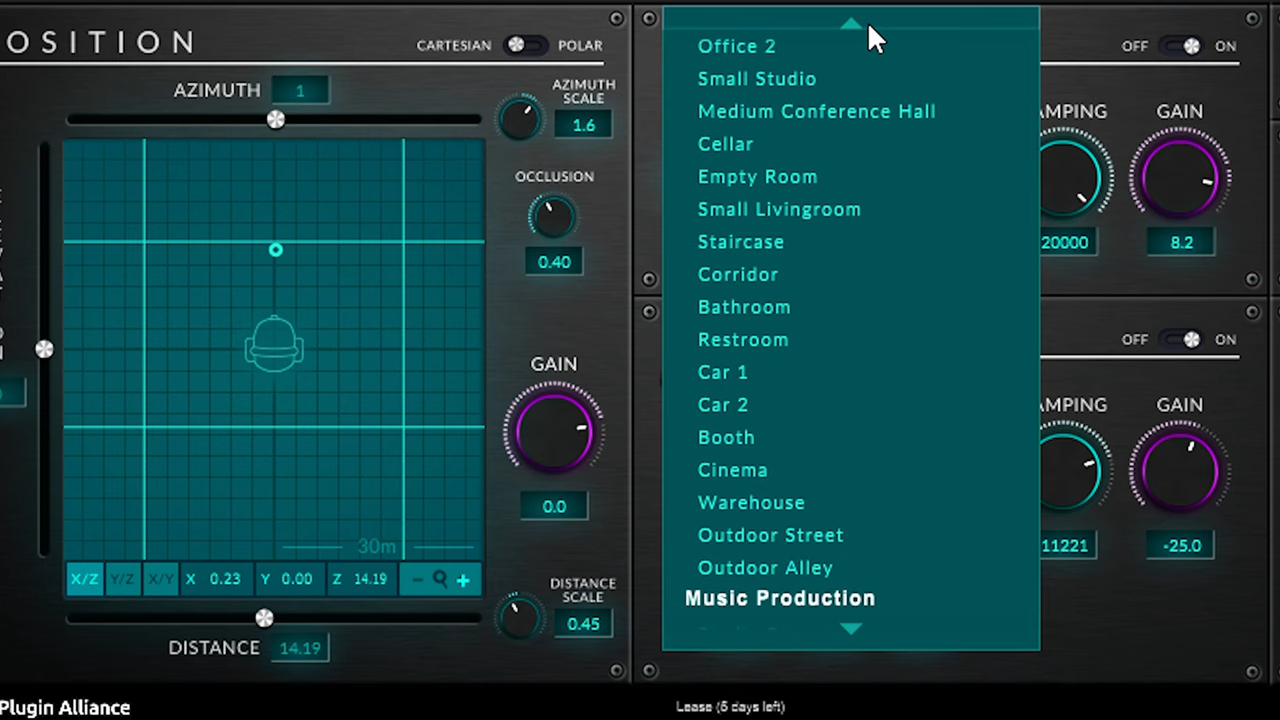 OSITION
CARTESIAN
POLAR
AZIMUTH 1
AZIMUTH
SCALE
1.6
OCCLUSION
0.40
GAIN
0.0
30m
X/Z Y/Z X/Y X 0.23 Y 0.00 Z 14.19 - +
DISTANCE
SCALE
0.45
DISTANCE 14.19
Office 2
Small Studio
Medium Conference Hall
Cellar
Empty Room
Small Livingroom
Staircase
Corridor
Bathroom
Restroom
Car 1
Car 2
Booth
Cinema
Warehouse
Outdoor Street
Outdoor Alley
Music Production
OFF ON
AMPING GAIN
20000 8.2
OFF ON
AMPING GAIN
11221 -25.0
Plugin Alliance
Lease (5 days left)